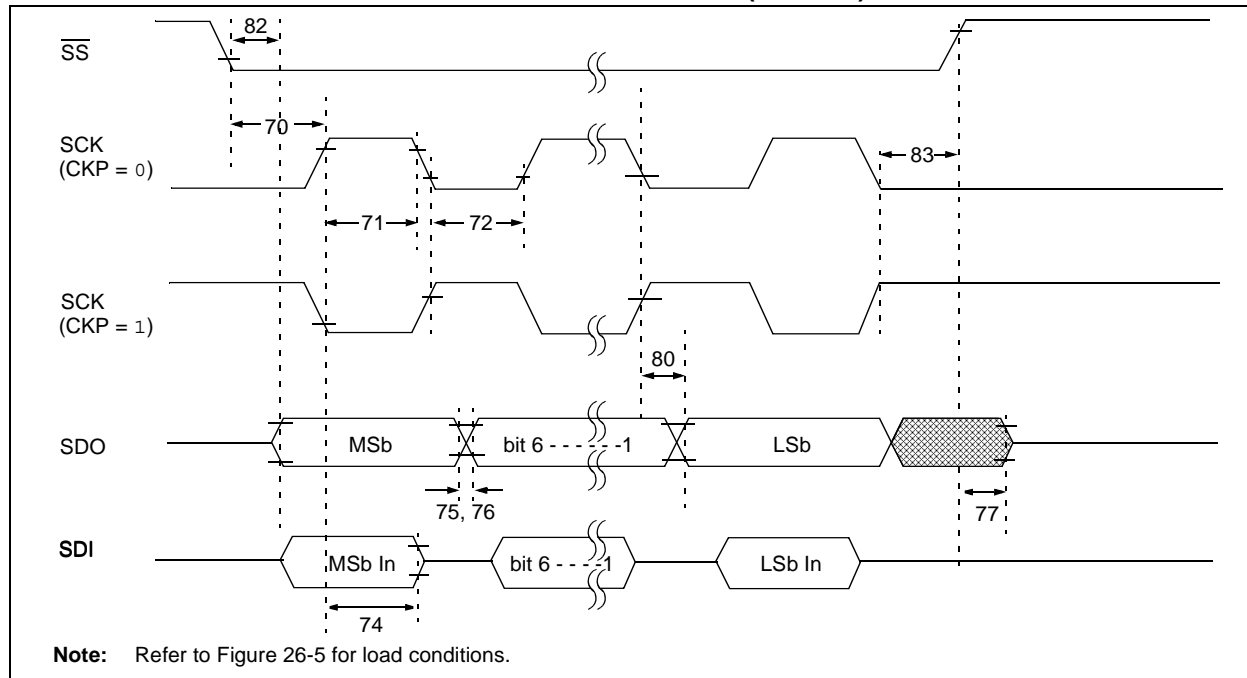 82
SS
70
SCK
(CKP = 0)
83
71
72
SCK
(CKP = 1)
80
SDO
MSb
bit 6 - - - - - -1
LSb
75, 76
77
SDI
MSb In
bit 6 - - - -1
LSb In
74
Note: Refer to Figure 26-5 for load conditions.